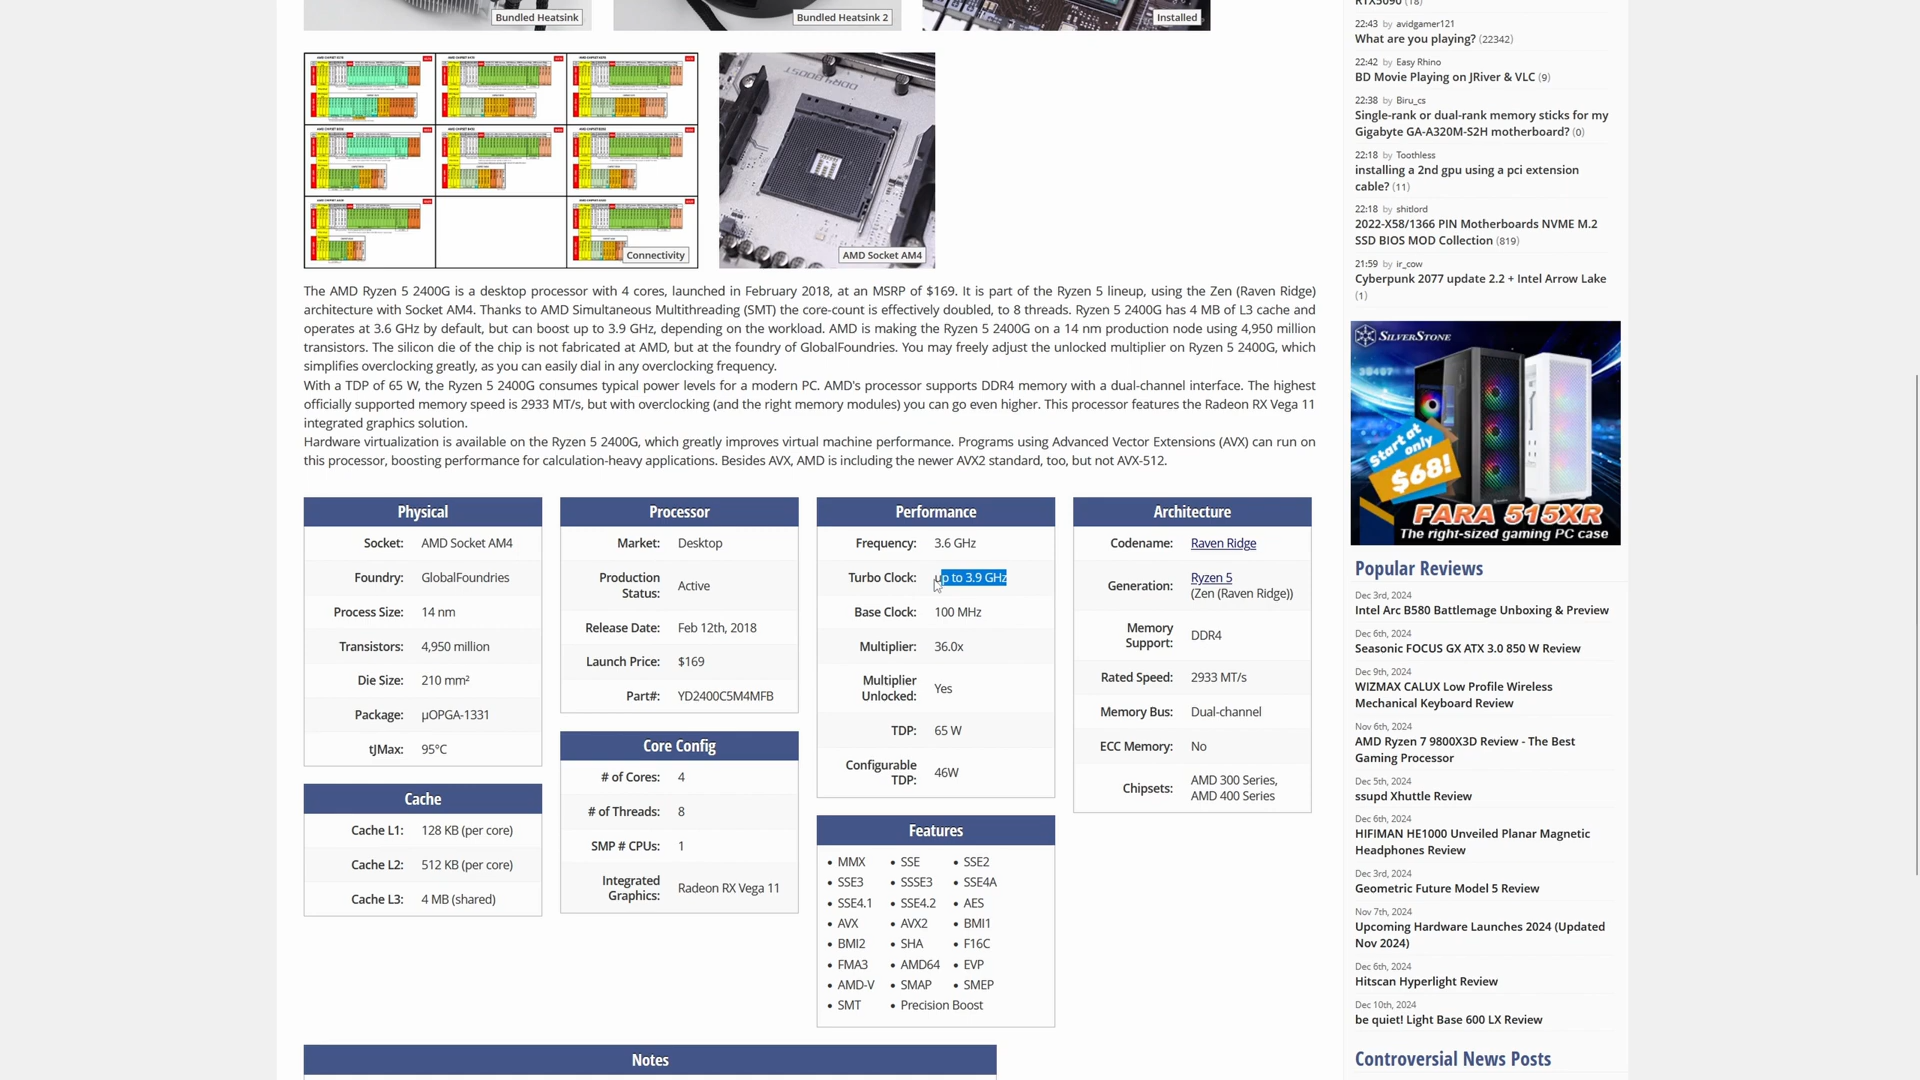 Bundled Heatsink
Bundled Heatsink 2
Installed
Connectivity
AMD Socket AM4
The AMD Ryzen 5 2400G is a desktop processor with 4 cores, launched in February 2018, at an MSRP of $169. It is part of the Ryzen 5 lineup, using the Zen (Raven Ridge)
architecture with Socket AM4. Thanks to AMD Simultaneous Multithreading (SMT) the core-count is effectively doubled, to 8 threads. Ryzen 5 2400G has 4 MB of L3 cache and
operates at 3.6 GHz by default, but can boost up to 3.9 GHz, depending on the workload. AMD is making the Ryzen 5 2400G on a 14 nm production node using 4,950 million
transistors. The silicon die of the chip is not fabricated at AMD, but at the foundry of GlobalFoundries. You may freely adjust the unlocked multiplier on Ryzen 5 2400G, which
simplifies overclocking greatly, as you can easily dial in any overclocking frequency.
With a TDP of 65 W, the Ryzen 5 2400G consumes typical power levels for a modern PC. AMD's processor supports DDR4 memory with a dual-channel interface. The highest
officially supported memory speed is 2933 MT/s, but with overclocking (and the right memory modules) you can go even higher. This processor features the Radeon RX Vega 11
integrated graphics solution.
Hardware virtualization is available on the Ryzen 5 2400G, which greatly improves virtual machine performance. Programs using Advanced Vector Extensions (AVX) can run on
this processor, boosting performance for calculation-heavy applications. Besides AVX, AMD is including the newer AVX2 standard, too, but not AVX-512.
Physical
Socket: AMD Socket AM4
Foundry: GlobalFoundries
Process Size: 14 nm
Transistors: 4,950 million
Die Size: 210 mm²
Package: µOPGA-1331
tJMax: 95°C
Cache
Cache L1: 128 KB (per core)
Cache L2: 512 KB (per core)
Cache L3: 4 MB (shared)
Processor
Market: Desktop
Production
Status: Active
Release Date: Feb 12th, 2018
Launch Price: $169
Part#: YD2400C5M4MFB
Core Config
# of Cores: 4
# of Threads: 8
SMP # CPUs: 1
Integrated
Graphics: Radeon RX Vega 11
Performance
Frequency: 3.6 GHz
Turbo Clock: up to 3.9 GHz
Base Clock: 100 MHz
Multiplier: 36.0x
Multiplier
Unlocked: Yes
TDP: 65 W
Configurable
TDP: 46W
Features
• MMX • SSE • SSE2
• SSE3 • SSSE3 • SSE4A
• SSE4.1 • SSE4.2 • AES
• AVX • AVX2 • BMI1
• BMI2 • SHA • F16C
• FMA3 • AMD64 • EVP
• AMD-V • SMAP • SMEP
• SMT • Precision Boost
Architecture
Codename: Raven Ridge
Generation: Ryzen 5
(Zen (Raven Ridge))
Memory
Support: DDR4
Rated Speed: 2933 MT/s
Memory Bus: Dual-channel
ECC Memory: No
Chipsets: AMD 300 Series,
AMD 400 Series
Notes
RTX5090 (18)
22:43 by avidgamer121
What are you playing? (22342)
22:42 by Easy Rhino
BD Movie Playing on JRiver & VLC (9)
22:38 by Biru_cs
Single-rank or dual-rank memory sticks for my
Gigabyte GA-A320M-S2H motherboard? (0)
22:18 by Toothless
installing a 2nd gpu using a pci extension
cable? (11)
22:18 by shitlord
2022-X58/1366 PIN Motherboards NVME M.2
SSD BIOS MOD Collection (819)
21:59 by ir_cow
Cyberpunk 2077 update 2.2 + Intel Arrow Lake
(1)
SILVERSTONE
Start at
only
$68!
FARA 515XR
The right-sized gaming PC case
Popular Reviews
Dec 3rd, 2024
Intel Arc B580 Battlemage Unboxing & Preview
Dec 6th, 2024
Seasonic FOCUS GX ATX 3.0 850 W Review
Dec 9th, 2024
WIZMAX CALUX Low Profile Wireless
Mechanical Keyboard Review
Nov 6th, 2024
AMD Ryzen 7 9800X3D Review - The Best
Gaming Processor
Dec 5th, 2024
ssupd Xhuttle Review
Dec 6th, 2024
HIFIMAN HE1000 Unveiled Planar Magnetic
Headphones Review
Dec 3rd, 2024
Geometric Future Model 5 Review
Nov 7th, 2024
Upcoming Hardware Launches 2024 (Updated
Nov 2024)
Dec 6th, 2024
Hitscan Hyperlight Review
Dec 10th, 2024
be quiet! Light Base 600 LX Review
Controversial News Posts